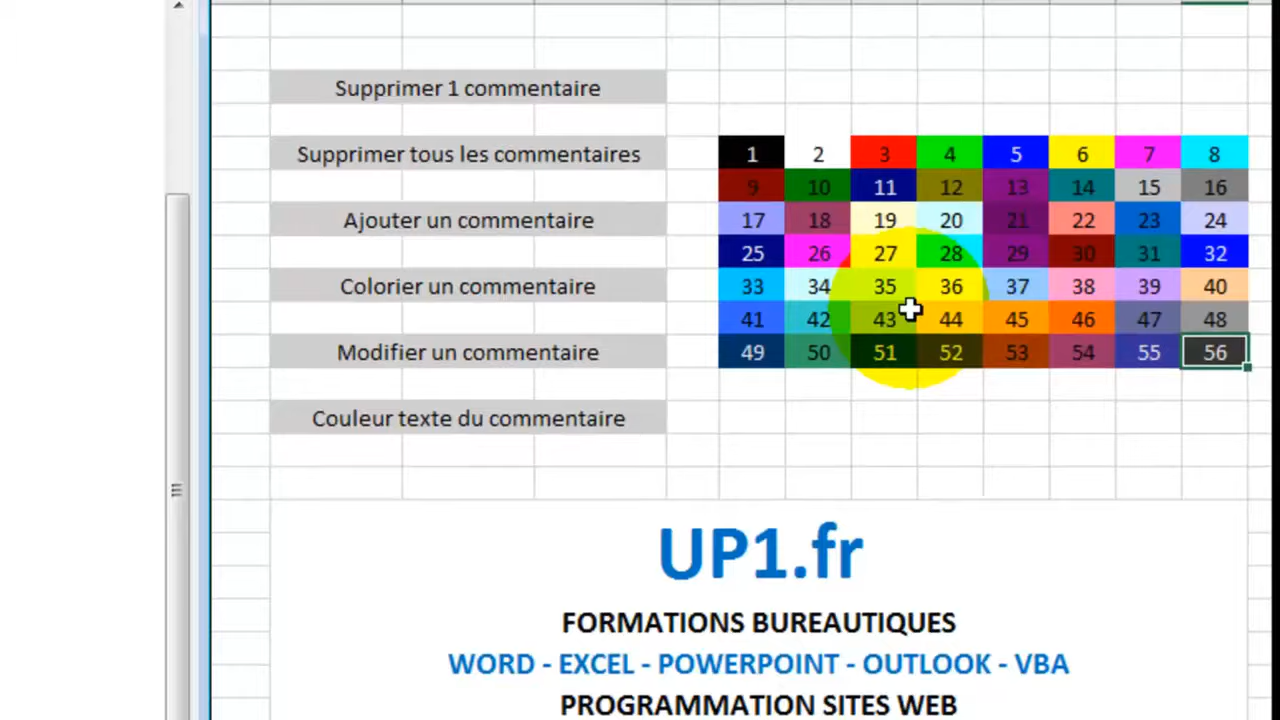 Supprimer 1 commentaire
Supprimer tous les commentaires
1 2 3 4 5 6 7 8
9 10 11 12 13 14 15 16
Ajouter un commentaire
17 18 19 20 21 22 23 24
25 26 27 28 29 30 31 32
Colorier un commentaire
33 34 35 36 37 38 39 40
41 42 43 44 45 46 47 48
Modifier un commentaire
49 50 51 52 53 54 55 56
Couleur texte du commentaire
UP1.fr
FORMATIONS BUREAUTIQUES
WORD - EXCEL - POWERPOINT - OUTLOOK - VBA
PROGRAMMATION SITES WEB